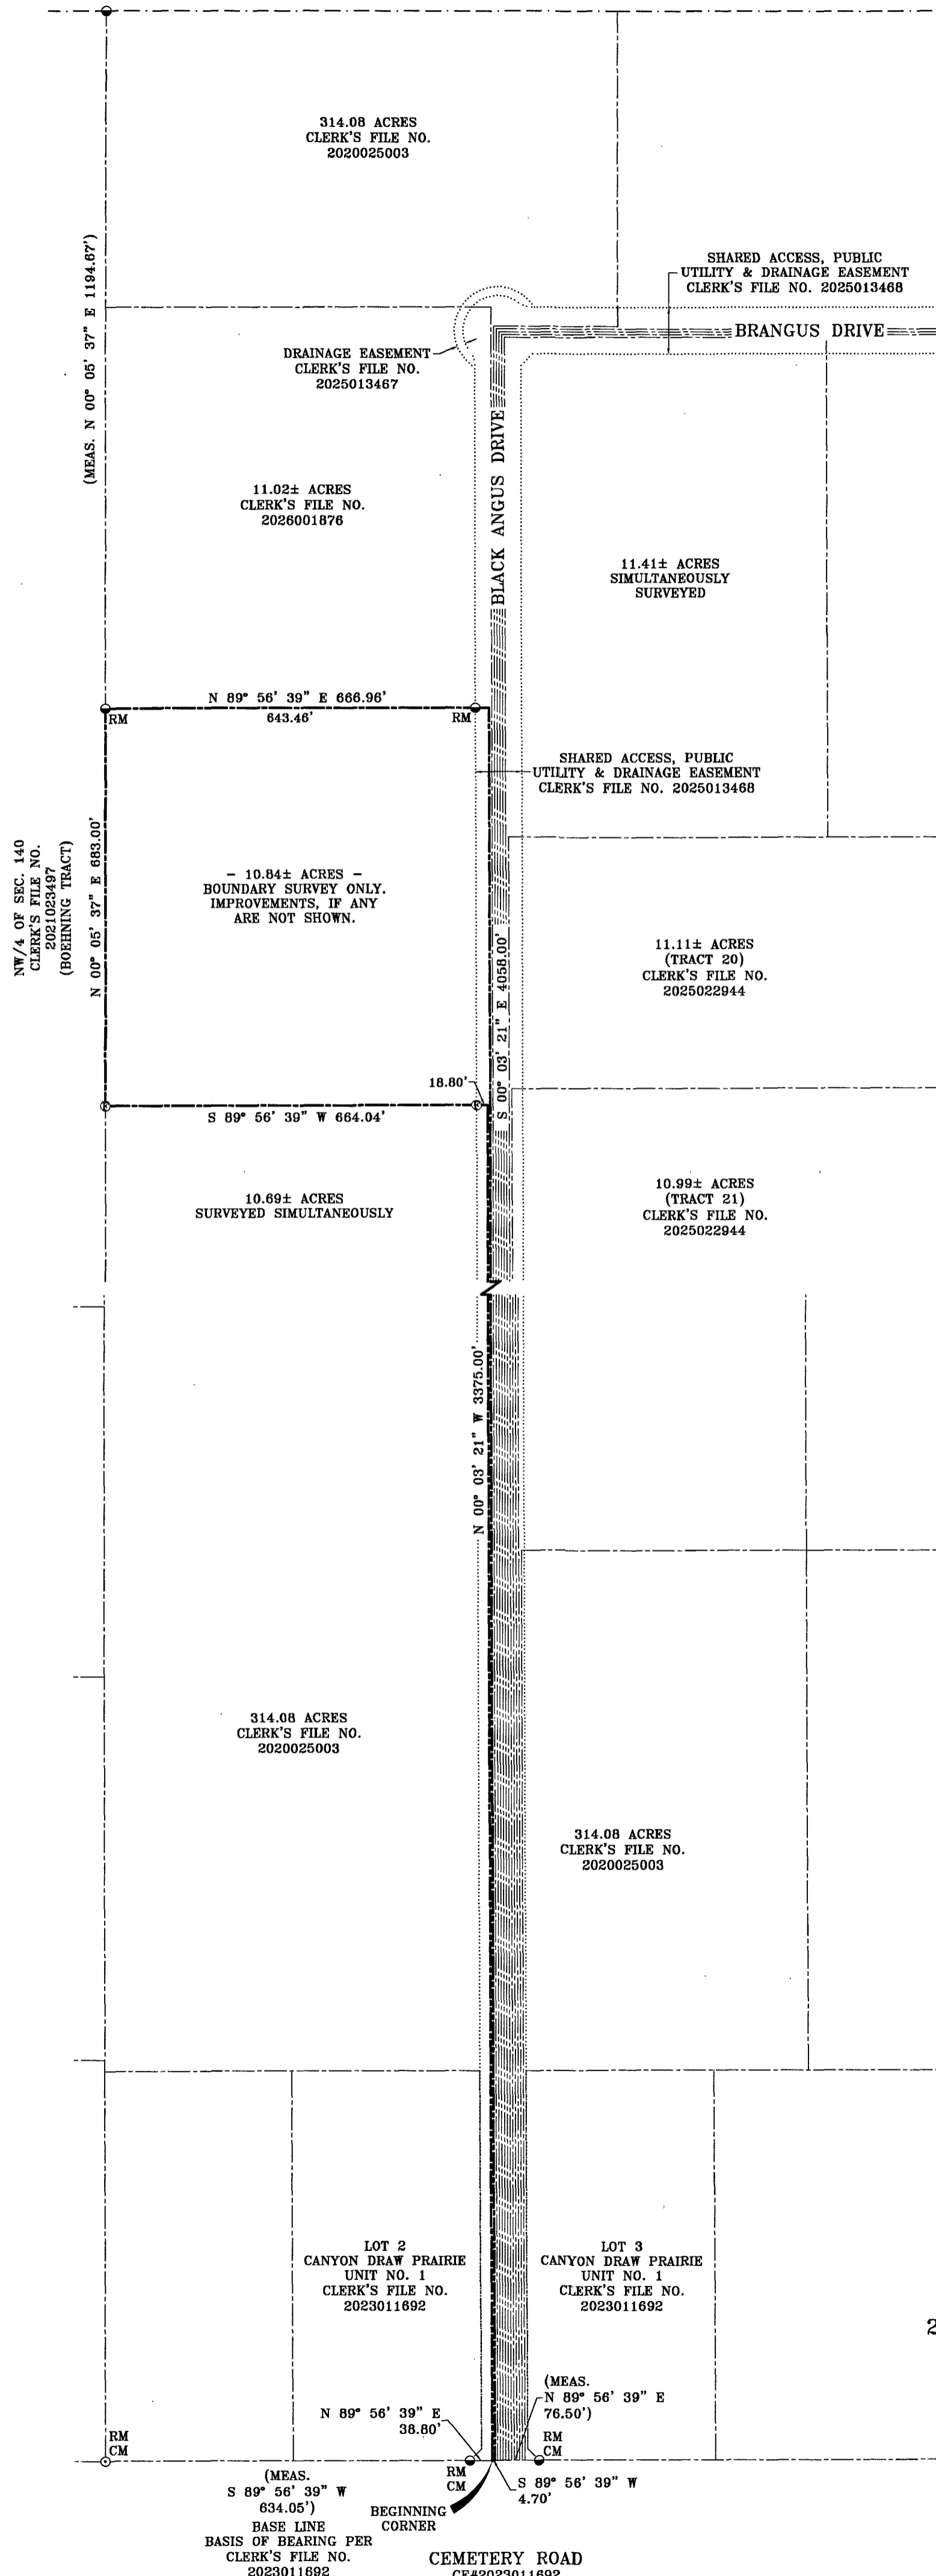 314.08 ACRES
CLERK'S FILE NO.
2020025003
(MEAS. N 00° 05' 37" E 1194.67')
SHARED ACCESS, PUBLIC
UTILITY & DRAINAGE EASEMENT
CLERK'S FILE NO. 2025013468
BRANGUS DRIVE
DRAINAGE EASEMENT
CLERK'S FILE NO.
2025013467
BLACK ANGUS DRIVE
11.02± ACRES
CLERK'S FILE NO.
2026001876
11.41± ACRES
SIMULTANEOUSLY
SURVEYED
N 89° 56' 39" E 666.96'
RM
643.46'
RM
SHARED ACCESS, PUBLIC
UTILITY & DRAINAGE EASEMENT
CLERK'S FILE NO. 2025013468
NW/4 OF SEC. 140
CLERK'S FILE NO.
2021023497
(BOEHNING TRACT)
N 00° 05' 37" E 683.00'
- 10.84± ACRES -
BOUNDARY SURVEY ONLY.
IMPROVEMENTS, IF ANY
ARE NOT SHOWN.
S 00° 03' 21" E 4058.00'
11.11± ACRES
(TRACT 20)
CLERK'S FILE NO.
2025022944
18.80'
S 89° 56' 39" W 664.04'
10.69± ACRES
SURVEYED SIMULTANEOUSLY
10.99± ACRES
(TRACT 21)
CLERK'S FILE NO.
2025022944
N 00° 03' 21" W 3375.00'
314.08 ACRES
CLERK'S FILE NO.
2020025003
314.08 ACRES
CLERK'S FILE NO.
2020025003
LOT 2
CANYON DRAW PRAIRIE
UNIT NO. 1
CLERK'S FILE NO.
2023011692
LOT 3
CANYON DRAW PRAIRIE
UNIT NO. 1
CLERK'S FILE NO.
2023011692
2
(MEAS.
N 89° 56' 39" E
76.50')
N 89° 56' 39" E
38.80'
RM
CM
RM
CM
RM
CM
S 89° 56' 39" W
4.70'
(MEAS.
S 89° 56' 39" W
634.05')
BEGINNING
CORNER
BASE LINE
BASIS OF BEARING PER
CLERK'S FILE NO.
2023011692
CEMETERY ROAD
CF#2023011692